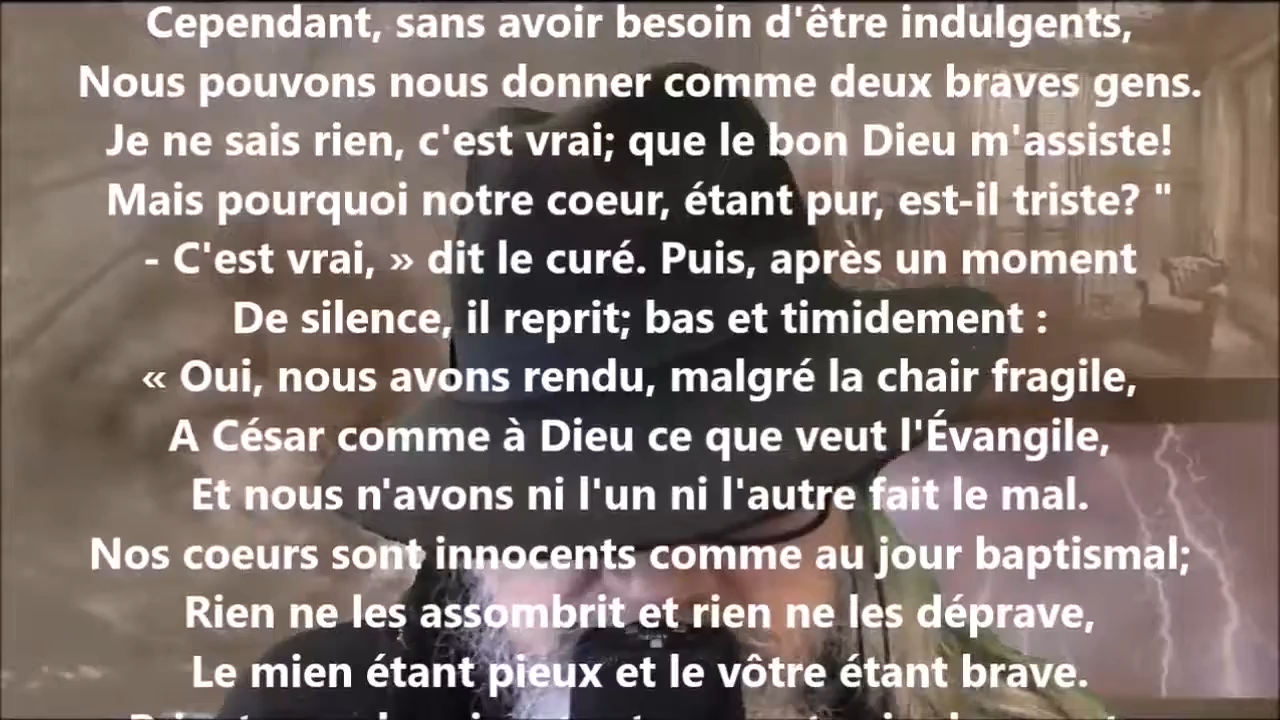 Cependant, sans avoir besoin d'être indulgents,
Nous pouvons nous donner comme deux braves gens.
Je ne sais rien, c'est vrai; que le bon Dieu m'assiste!
Mais pourquoi notre coeur, étant pur, est-il triste? "
- C'est vrai, » dit le curé. Puis, après un moment
De silence, il reprit; bas et timidement :
« Oui, nous avons rendu, malgré la chair fragile,
A César comme à Dieu ce que veut l'Évangile,
Et nous n'avons ni l'un ni l'autre fait le mal.
Nos coeurs sont innocents comme au jour baptismal;
Rien ne les assombrit et rien ne les déprave,
Le mien étant pieux et le vôtre étant brave.